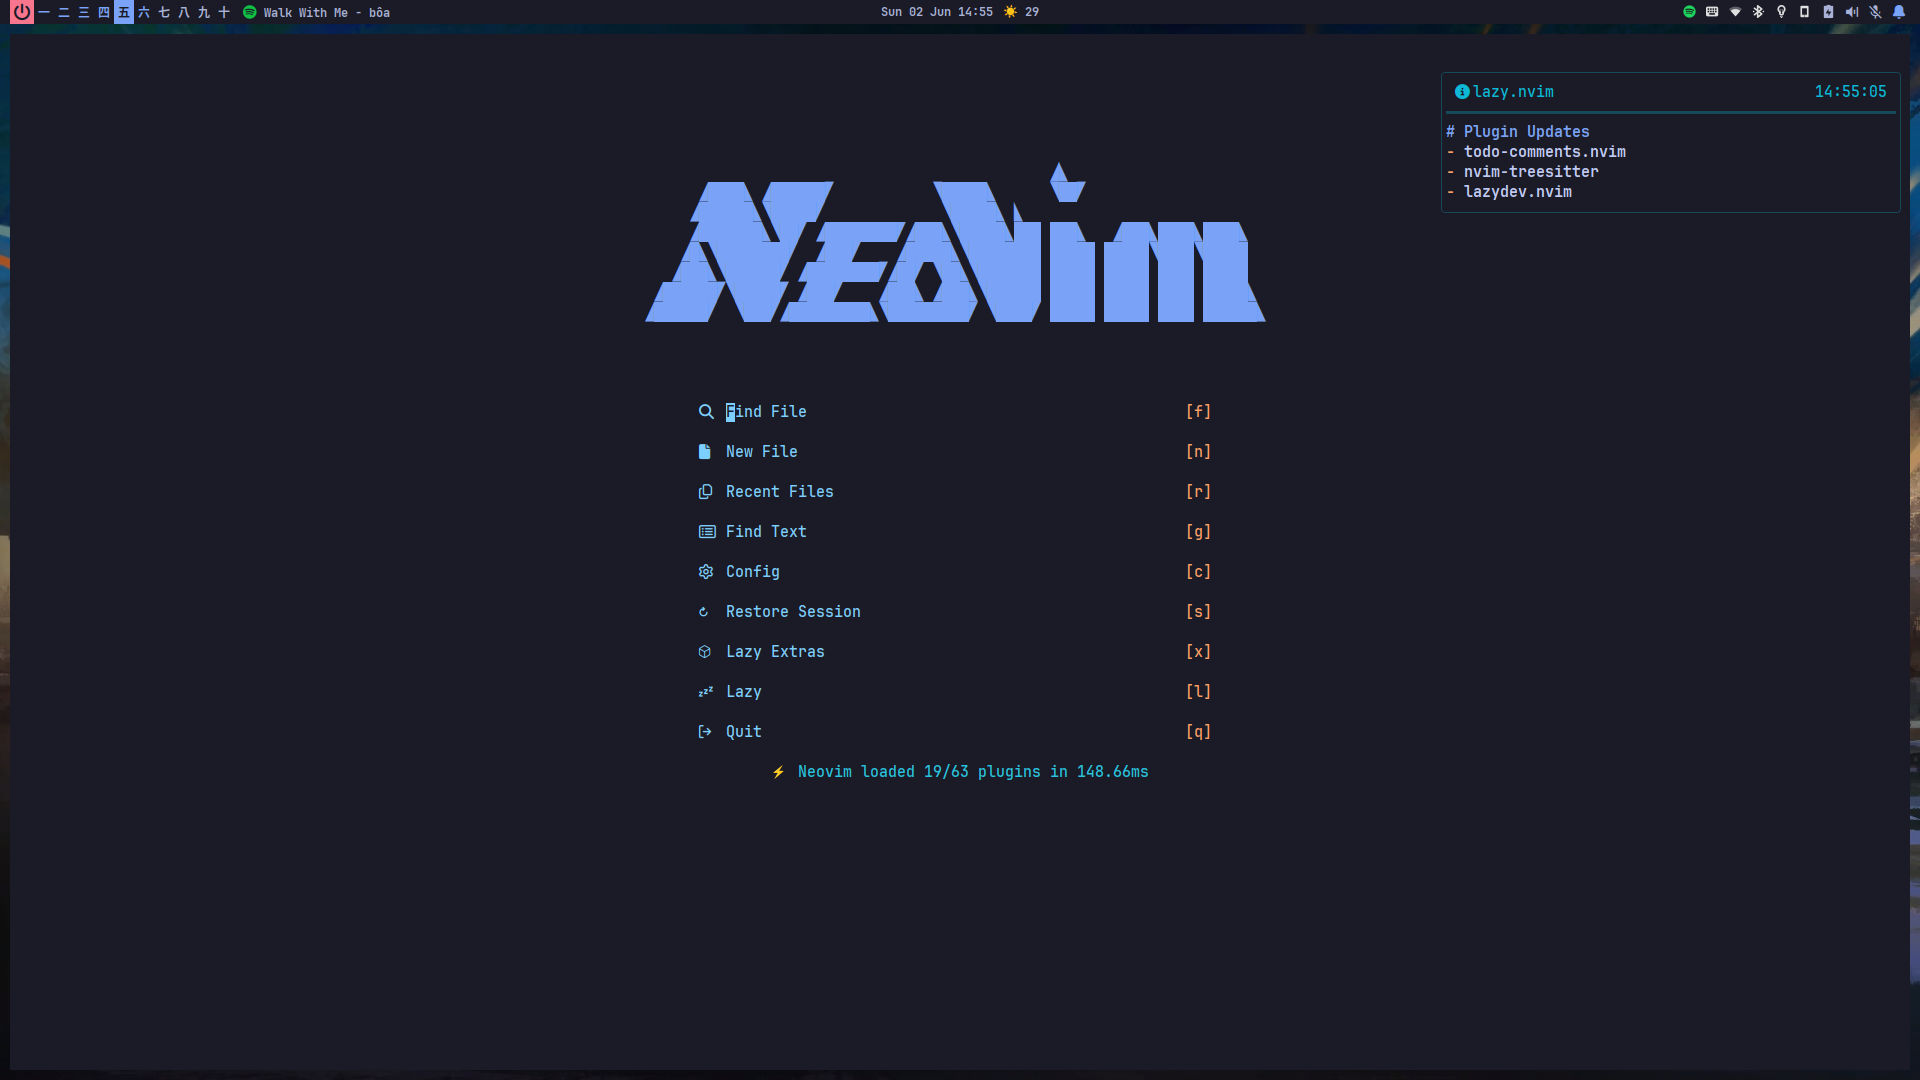 一 二 三 四 五 六 七 八 九 十 Walk With Me - bôa
Sun 02 Jun 14:55 29
lazy.nvim 14:55:05
# Plugin Updates
- todo-comments.nvim
- nvim-treesitter
- lazydev.nvim
NEOVim
Find File [f]
New File [n]
Recent Files [r]
Find Text [g]
Config [c]
Restore Session [s]
Lazy Extras [x]
zzz Lazy [l]
Quit [q]
⚡ Neovim loaded 19/63 plugins in 148.66ms